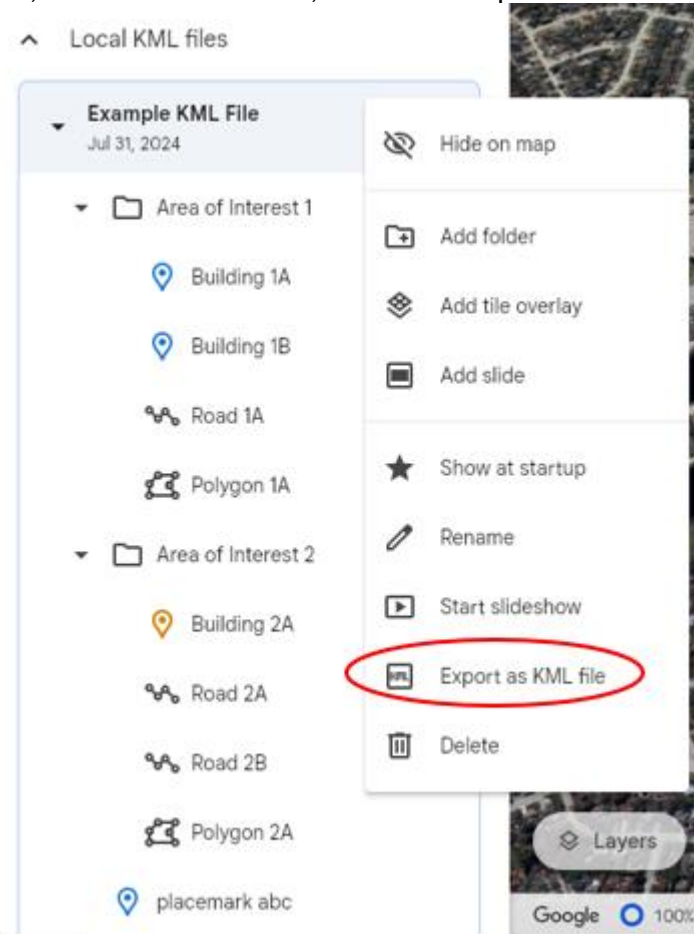 Local KML files
Example KML File
Jul 31, 2024
Area of Interest 1
Building 1A
Building 1B
Road 1A
Polygon 1A
Area of Interest 2
Building 2A
Road 2A
Road 2B
Polygon 2A
placemark abc
Hide on map
Add folder
Add tile overlay
Add slide
Show at startup
Rename
Start slideshow
KML
Export as KML file
Delete
Layers
Google
100%